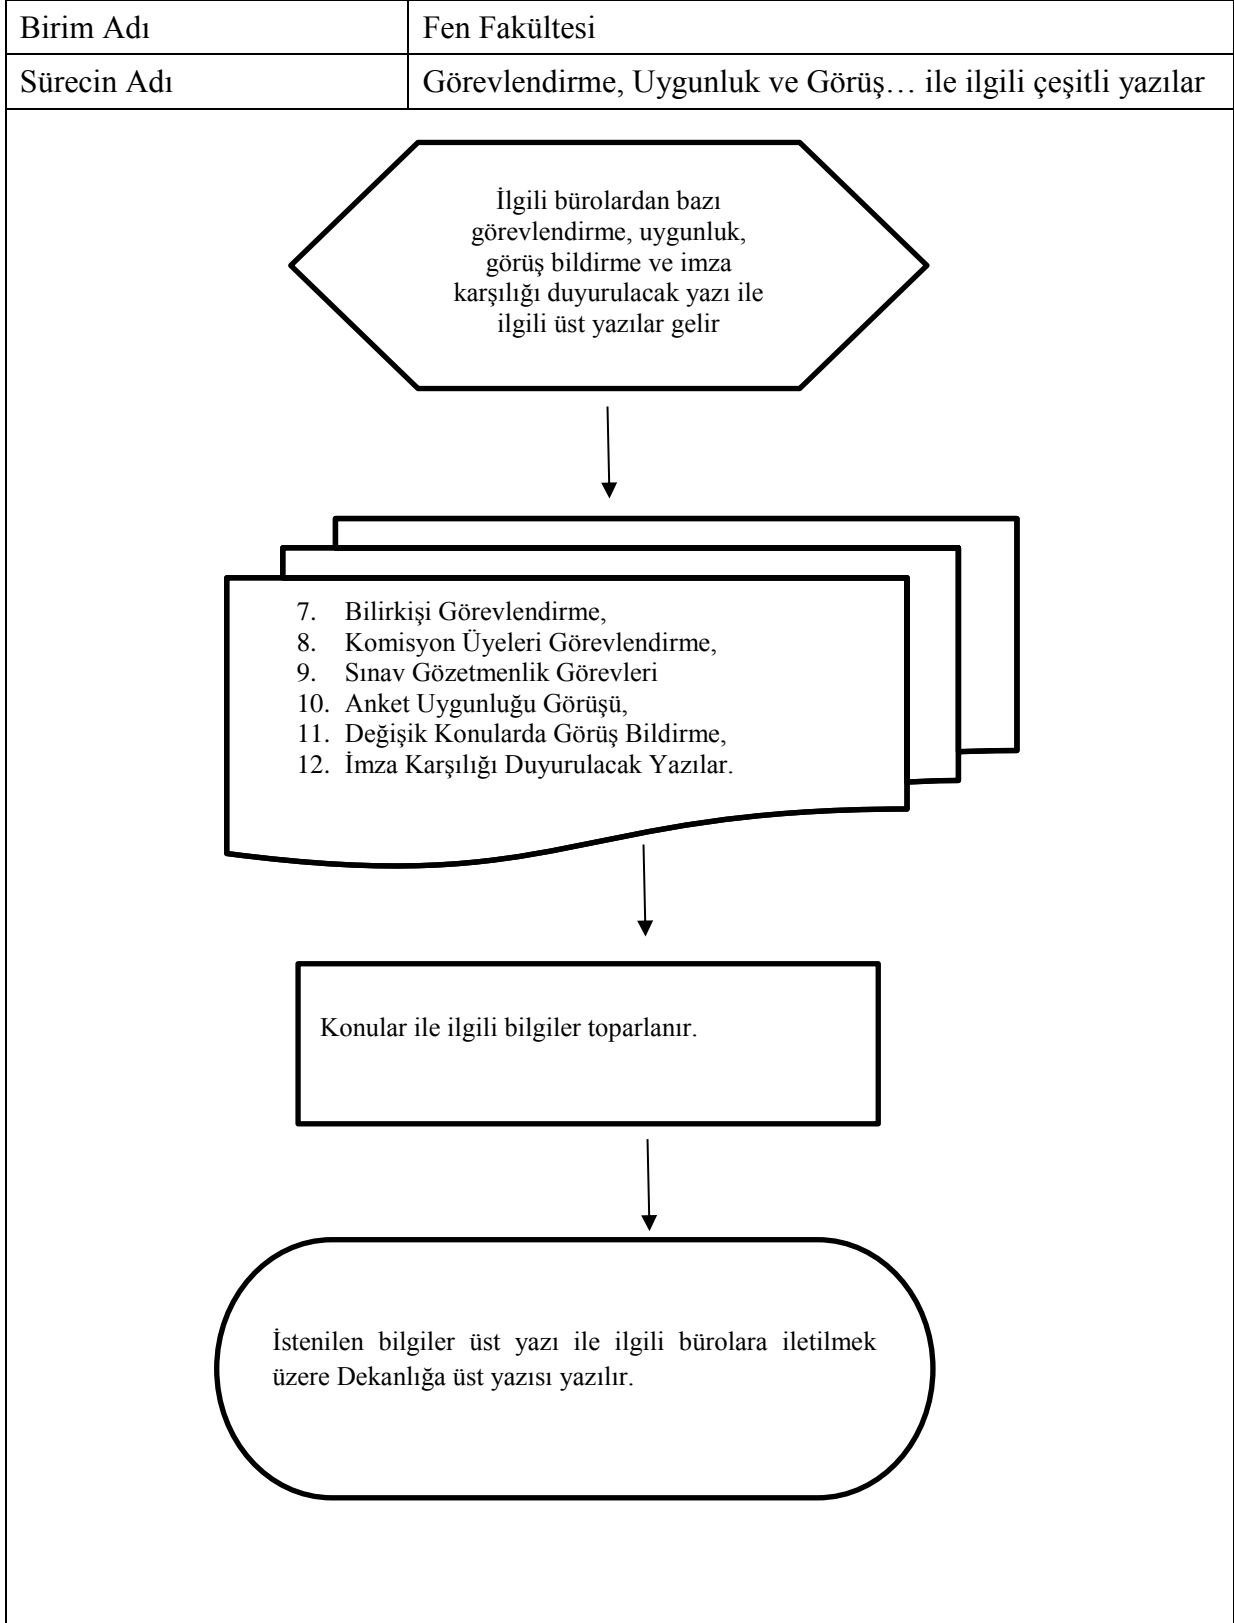 Birim Adı Fen Fakültesi
Sürecin Adı Görevlendirme, Uygunluk ve Görüş… ile ilgili çeşitli yazılar
İlgili bürolardan bazı
görevlendirme, uygunluk,
görüş bildirme ve imza
karşılığı duyurulacak yazı ile
ilgili üst yazılar gelir
7. Bilirkişi Görevlendirme,
8. Komisyon Üyeleri Görevlendirme,
9. Sınav Gözetmenlik Görevleri
10. Anket Uygunluğu Görüşü,
11. Değişik Konularda Görüş Bildirme,
12. İmza Karşılığı Duyurulacak Yazılar.
Konular ile ilgili bilgiler toparlanır.
İstenilen bilgiler üst yazı ile ilgili bürolara iletilmek
üzere Dekanlığa üst yazısı yazılır.